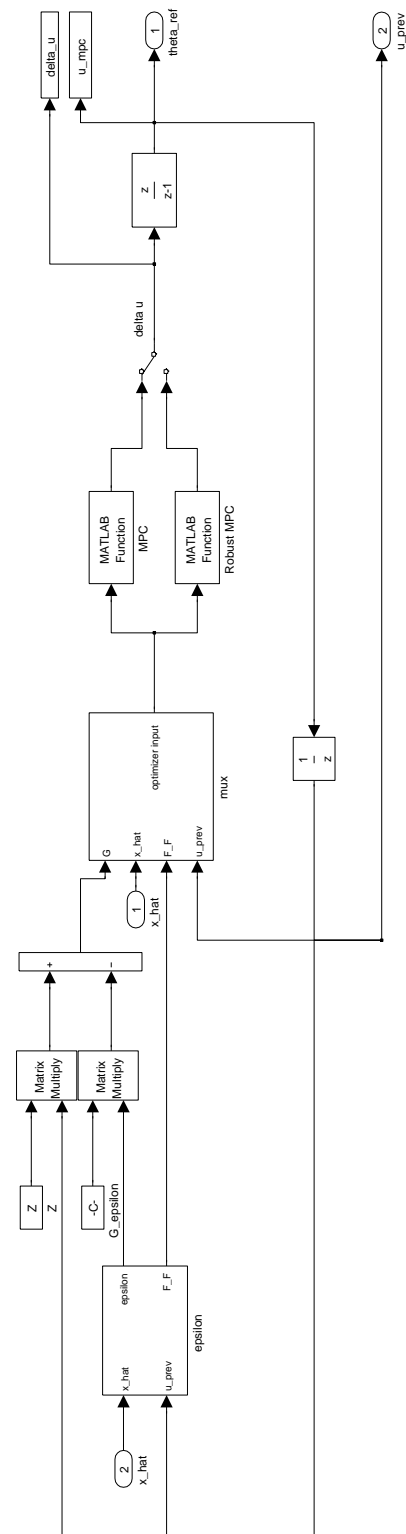 delta_u
u_mpc
1
theta_ref
2
u_prev
z
z-1
delta u
MATLAB
Function
MPC
MATLAB
Function
Robust MPC
optimizer input
G
x_hat
F_F
u_prev
mux
1
z
1
x_hat
+
−
Matrix
Multiply
Matrix
Multiply
Z
Z
-C-
G_epsilon
epsilon
F_F
x_hat
u_prev
epsilon
2
x_hat